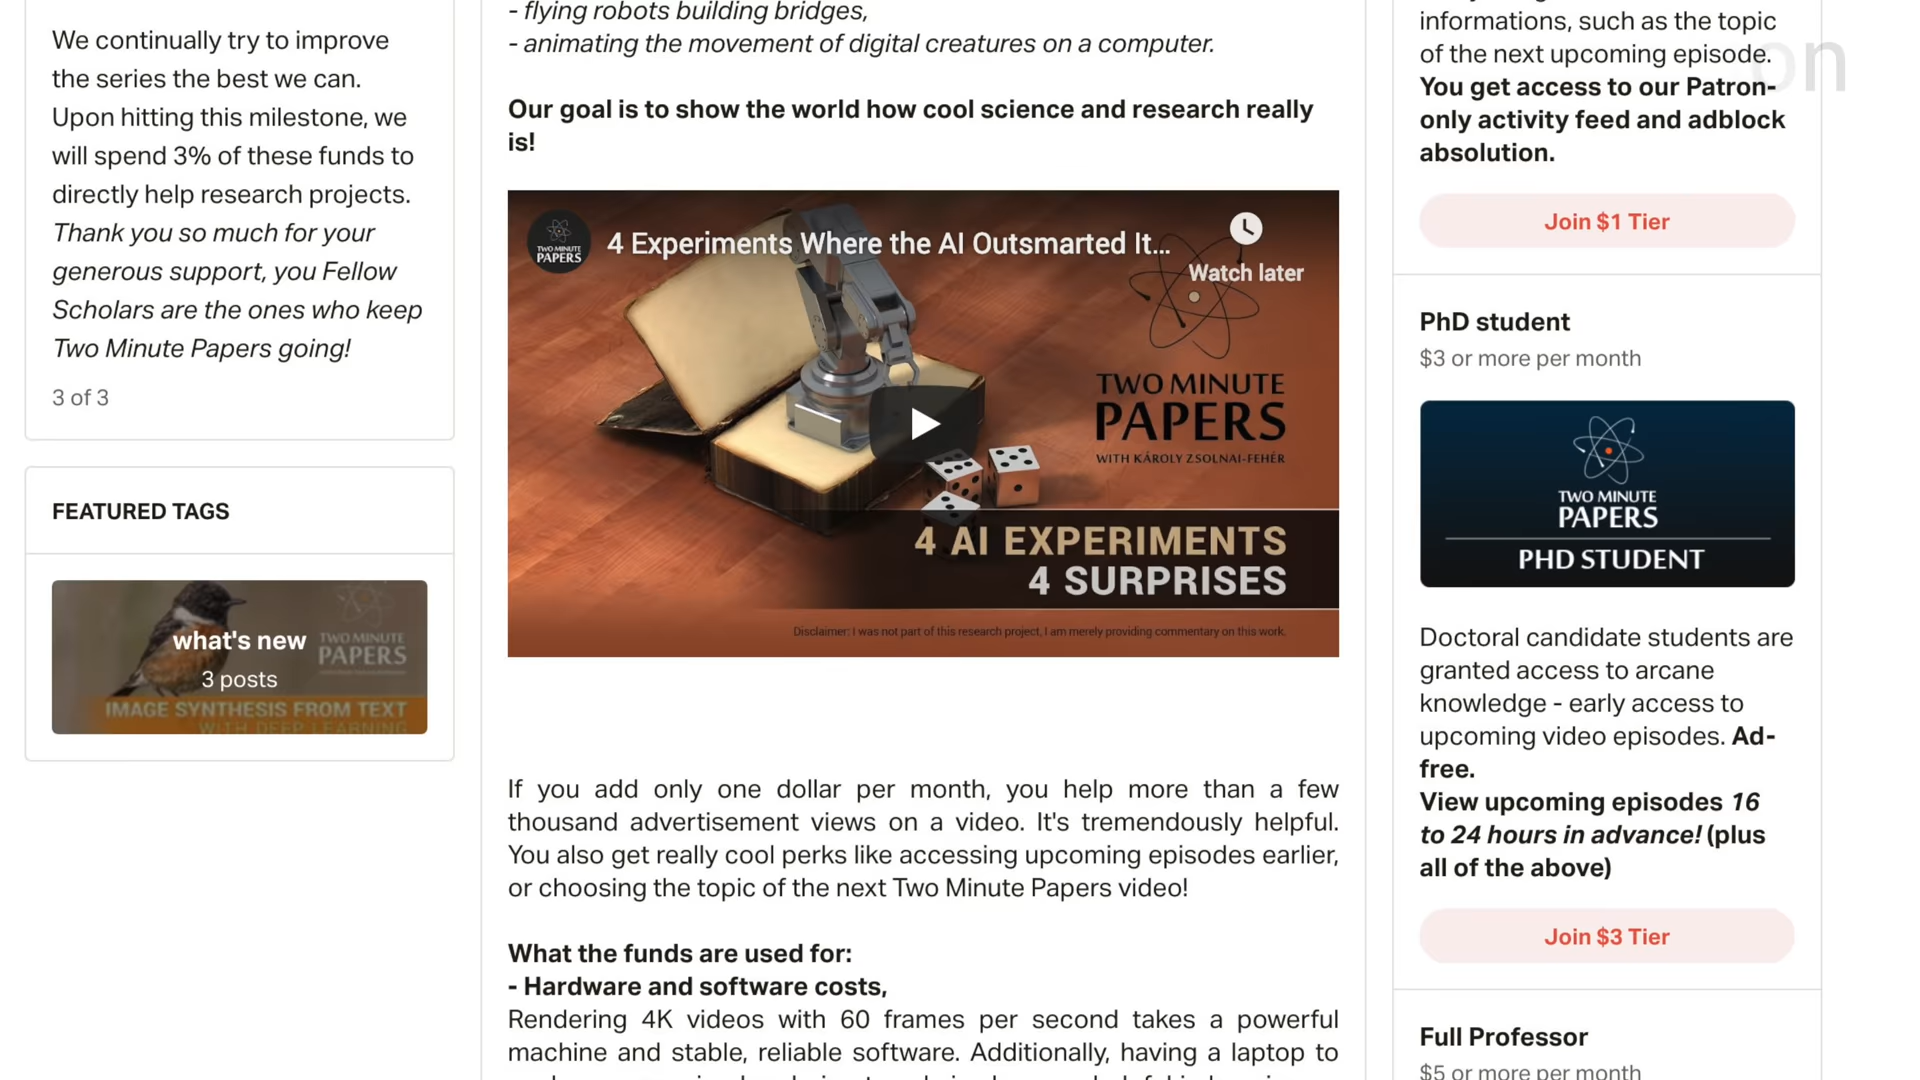 We continually try to improve
the series the best we can.
Upon hitting this milestone, we
will spend 3% of these funds to
directly help research projects.
Thank you so much for your
generous support, you Fellow
Scholars are the ones who keep
Two Minute Papers going!
3 of 3
FEATURED TAGS
what's new
3 posts
TWO MINUTE
PAPERS
IMAGE SYNTHESIS FROM TEXT
WITH DEEP LEARNING
- flying robots building bridges,
- animating the movement of digital creatures on a computer.
Our goal is to show the world how cool science and research really
is!
TWO MINUTE
PAPERS
4 Experiments Where the AI Outsmarted It...
Watch later
TWO MINUTE
PAPERS
WITH KÁROLY ZSOLNAI-FEHÉR
4 AI EXPERIMENTS
4 SURPRISES
Disclaimer: I was not part of this research project, I am merely providing commentary on this work.
If you add only one dollar per month, you help more than a few
thousand advertisement views on a video. It's tremendously helpful.
You also get really cool perks like accessing upcoming episodes earlier,
or choosing the topic of the next Two Minute Papers video!
What the funds are used for:
- Hardware and software costs,
Rendering 4K videos with 60 frames per second takes a powerful
machine and stable, reliable software. Additionally, having a laptop to
informations, such as the topic
of the next upcoming episode.
You get access to our Patron-
only activity feed and adblock
absolution.
on
Join $1 Tier
PhD student
$3 or more per month
TWO MINUTE
PAPERS
PHD STUDENT
Doctoral candidate students are
granted access to arcane
knowledge - early access to
upcoming video episodes. Ad-
free.
View upcoming episodes 16
to 24 hours in advance! (plus
all of the above)
Join $3 Tier
Full Professor
$5 or more per month